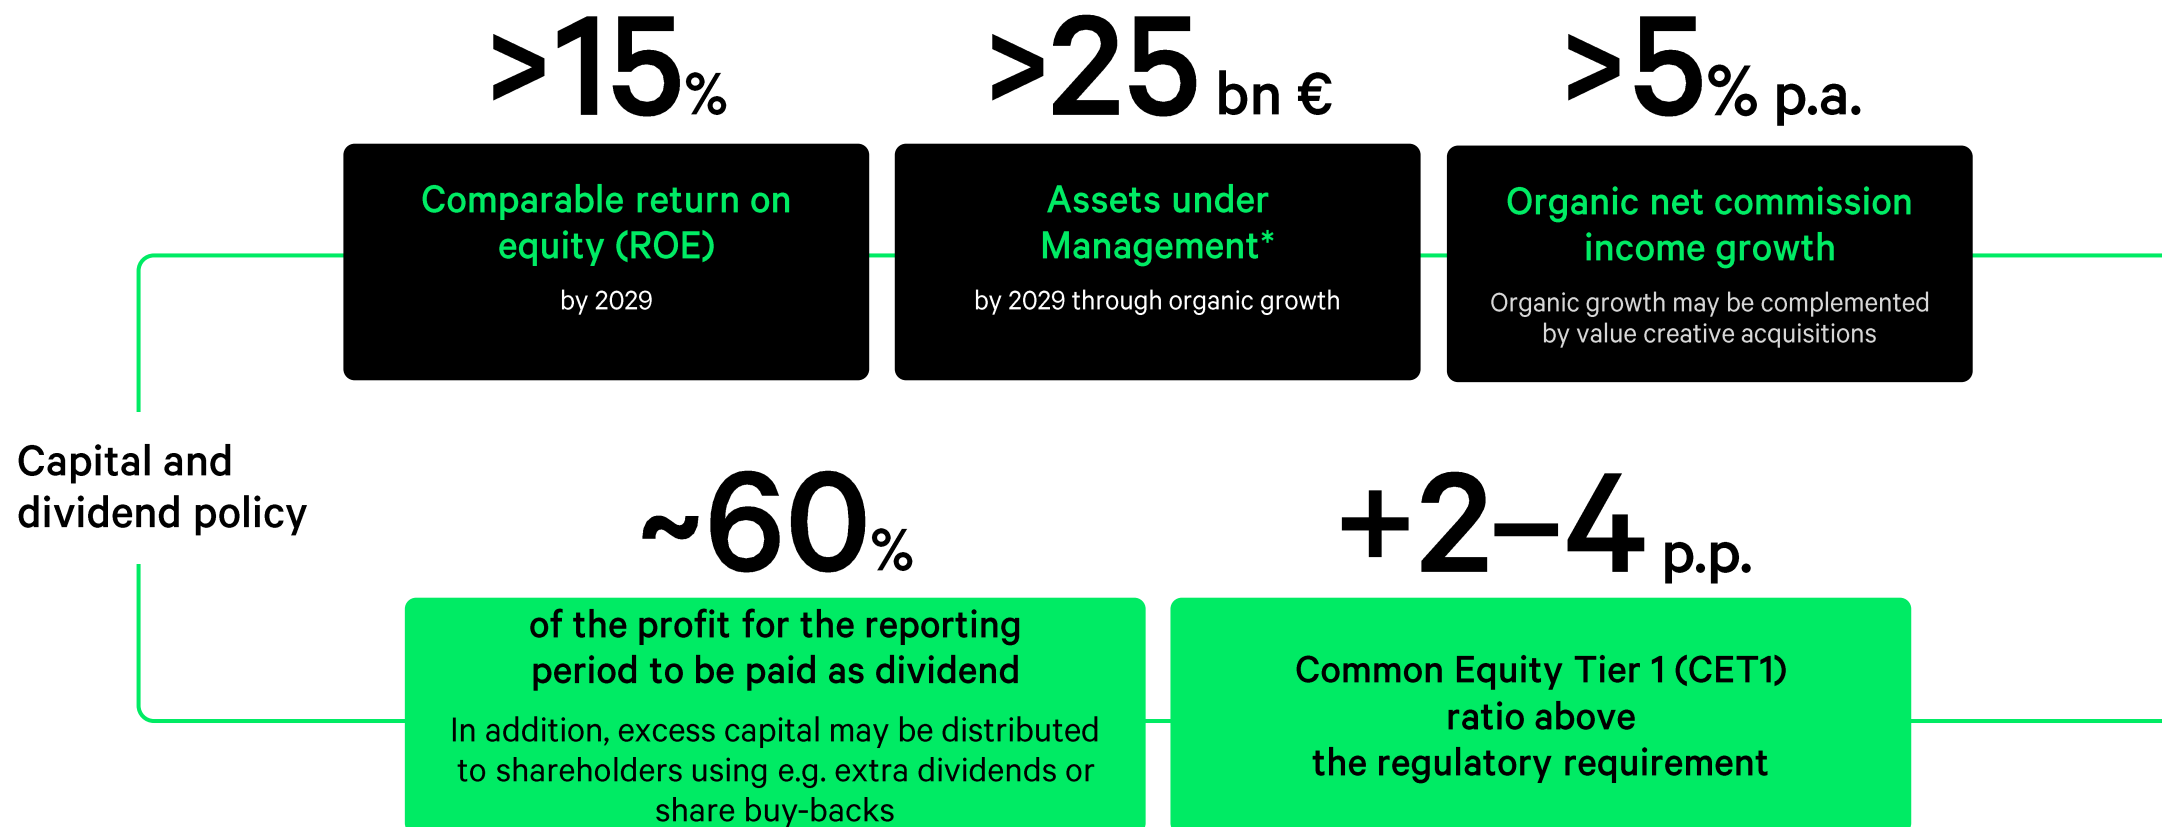 >15%
Comparable return on
equity (ROE)
by 2029
>25 bn €
Assets under
Management*
by 2029 through organic growth
>5% p.a.
Organic net commission
income growth
Organic growth may be complemented
by value creative acquisitions
Capital and
dividend policy
~60%
of the profit for the reporting
period to be paid as dividend
In addition, excess capital may be distributed
to shareholders using e.g. extra dividends or
share buy-backs
+2–4 p.p.
Common Equity Tier 1 (CET1)
ratio above
the regulatory requirement